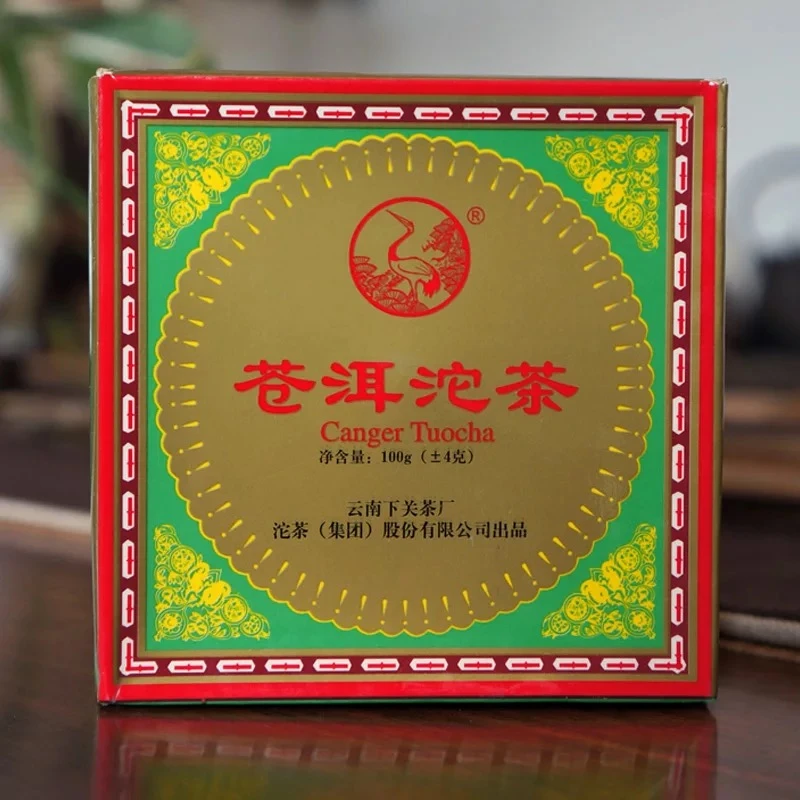 ®
苍洱沱茶
Canger Tuocha
净含量：100g（±4克）
云南下关茶厂
沱茶（集团）股份有限公司出品